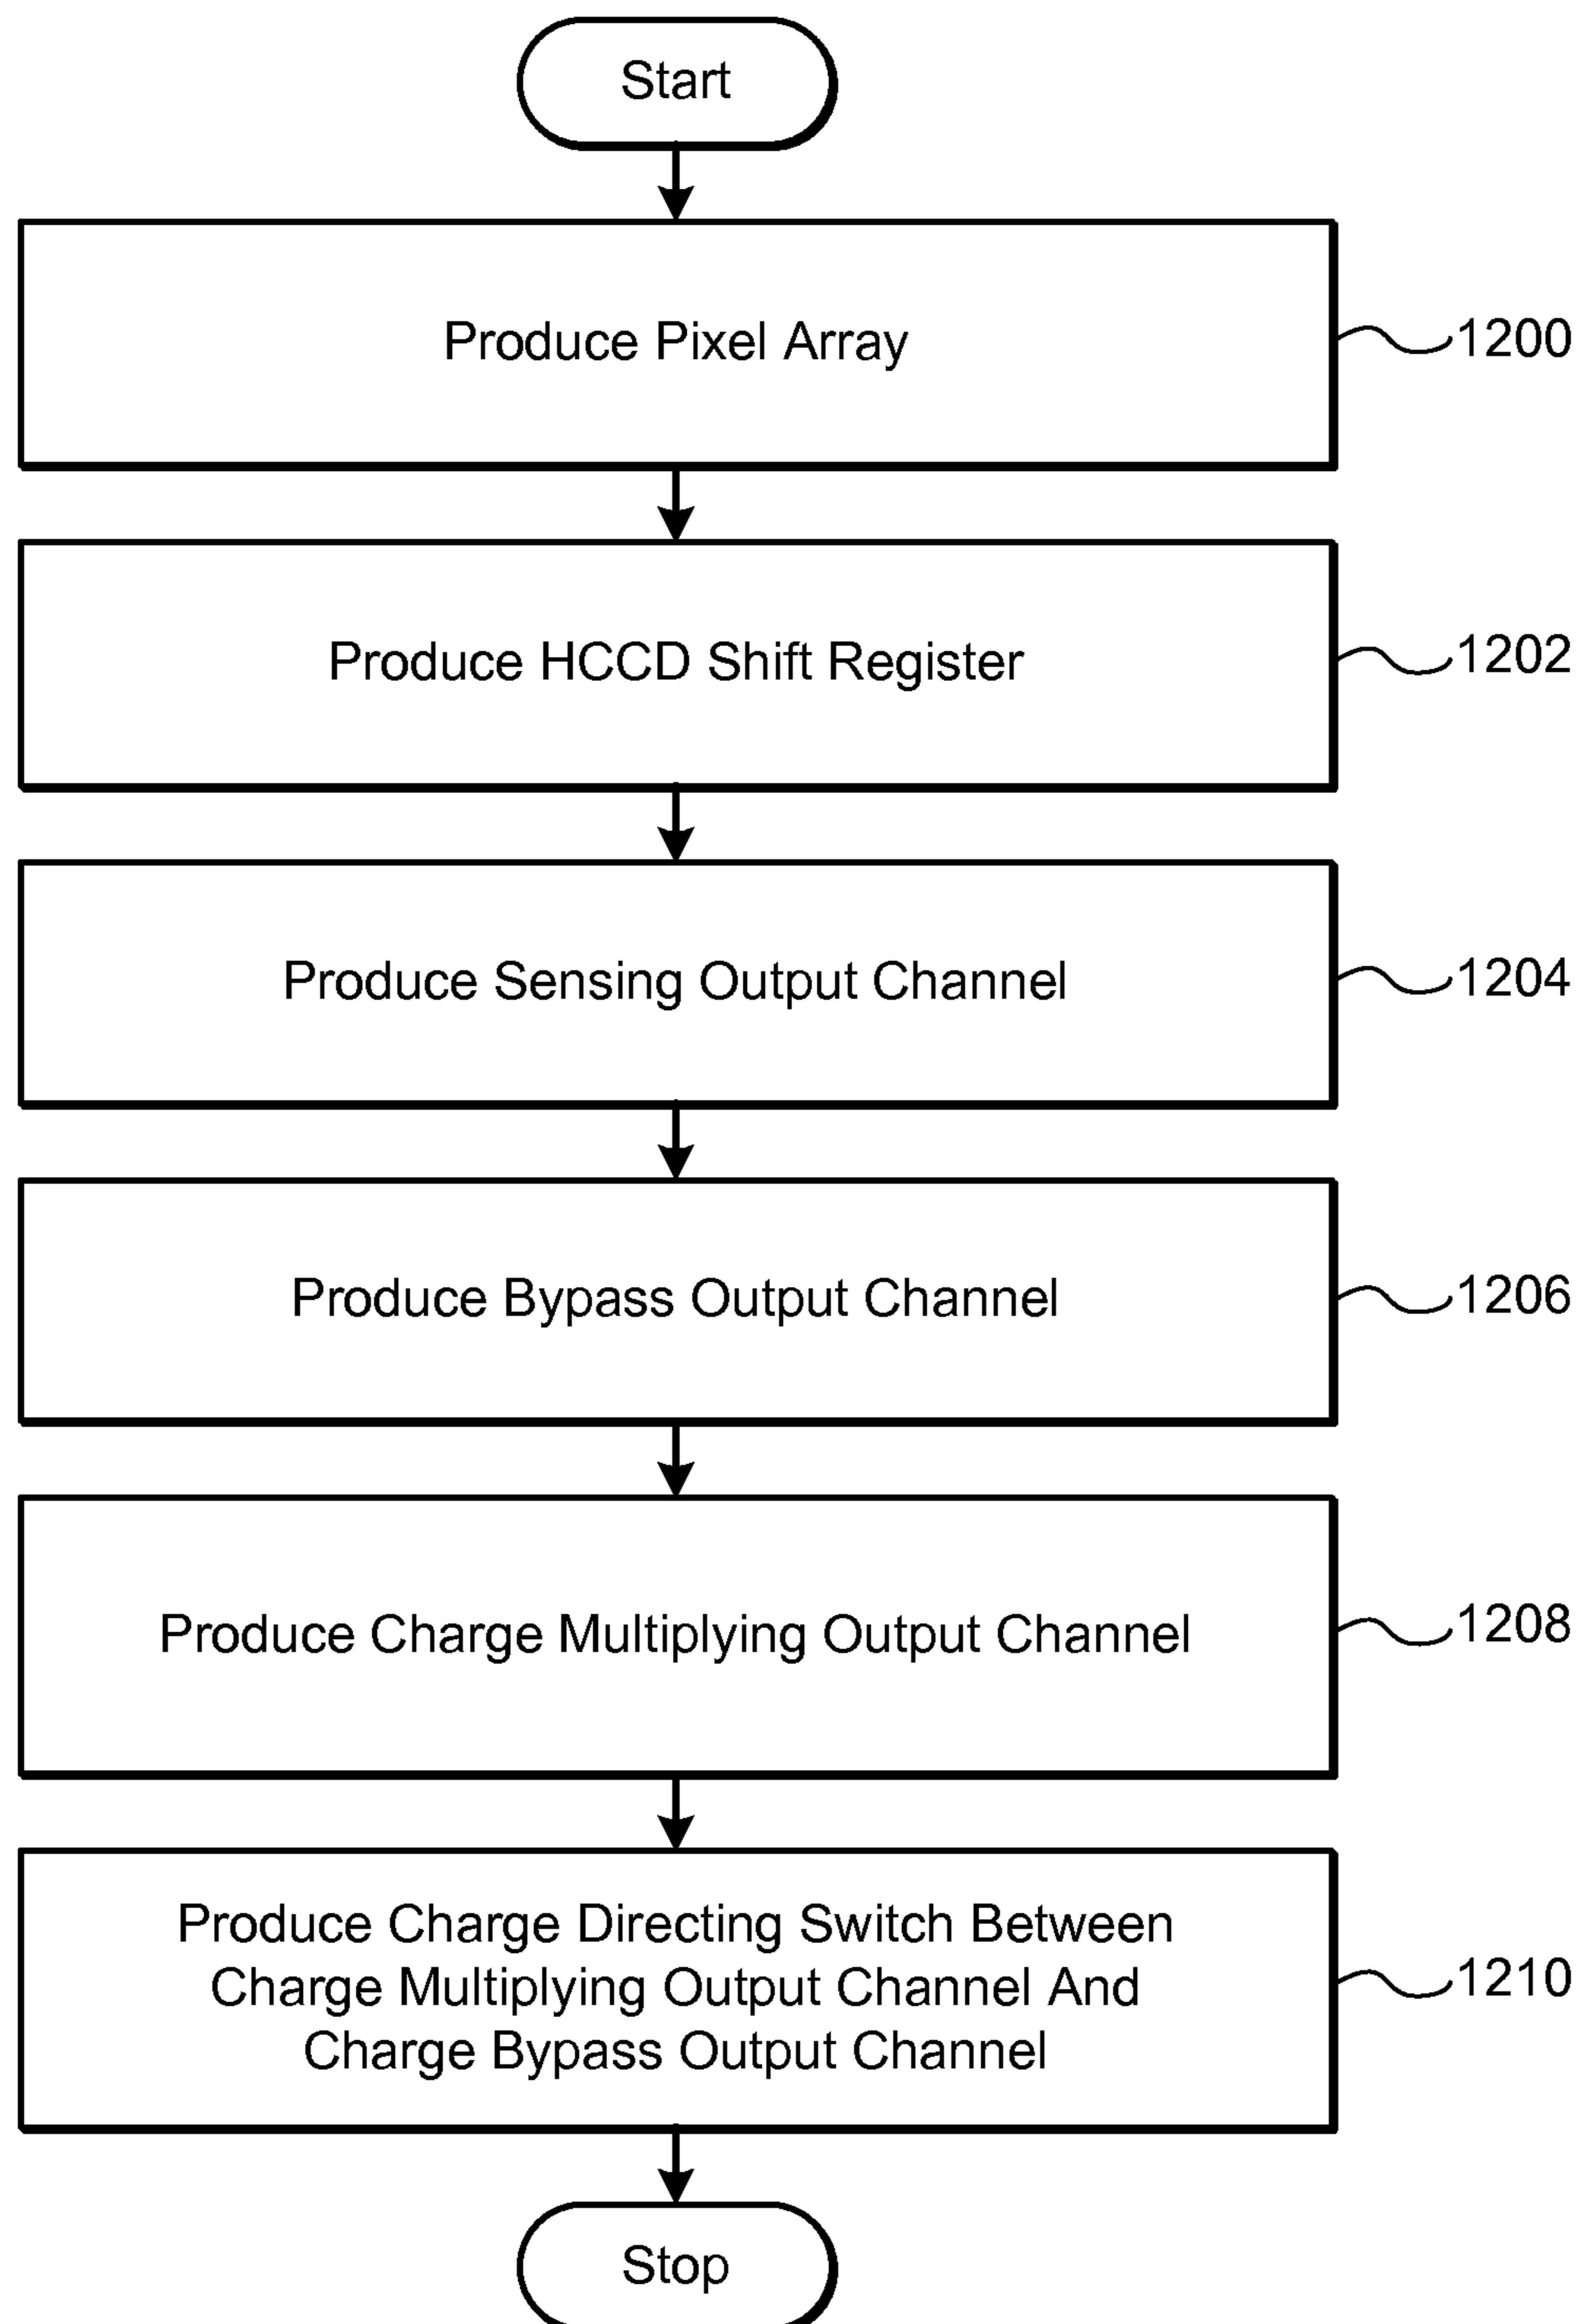 Start
Produce Pixel Array
1200
Produce HCCD Shift Register
1202
Produce Sensing Output Channel
1204
Produce Bypass Output Channel
1206
Produce Charge Multiplying Output Channel
1208
Produce Charge Directing Switch Between
Charge Multiplying Output Channel And
Charge Bypass Output Channel
1210
Stop